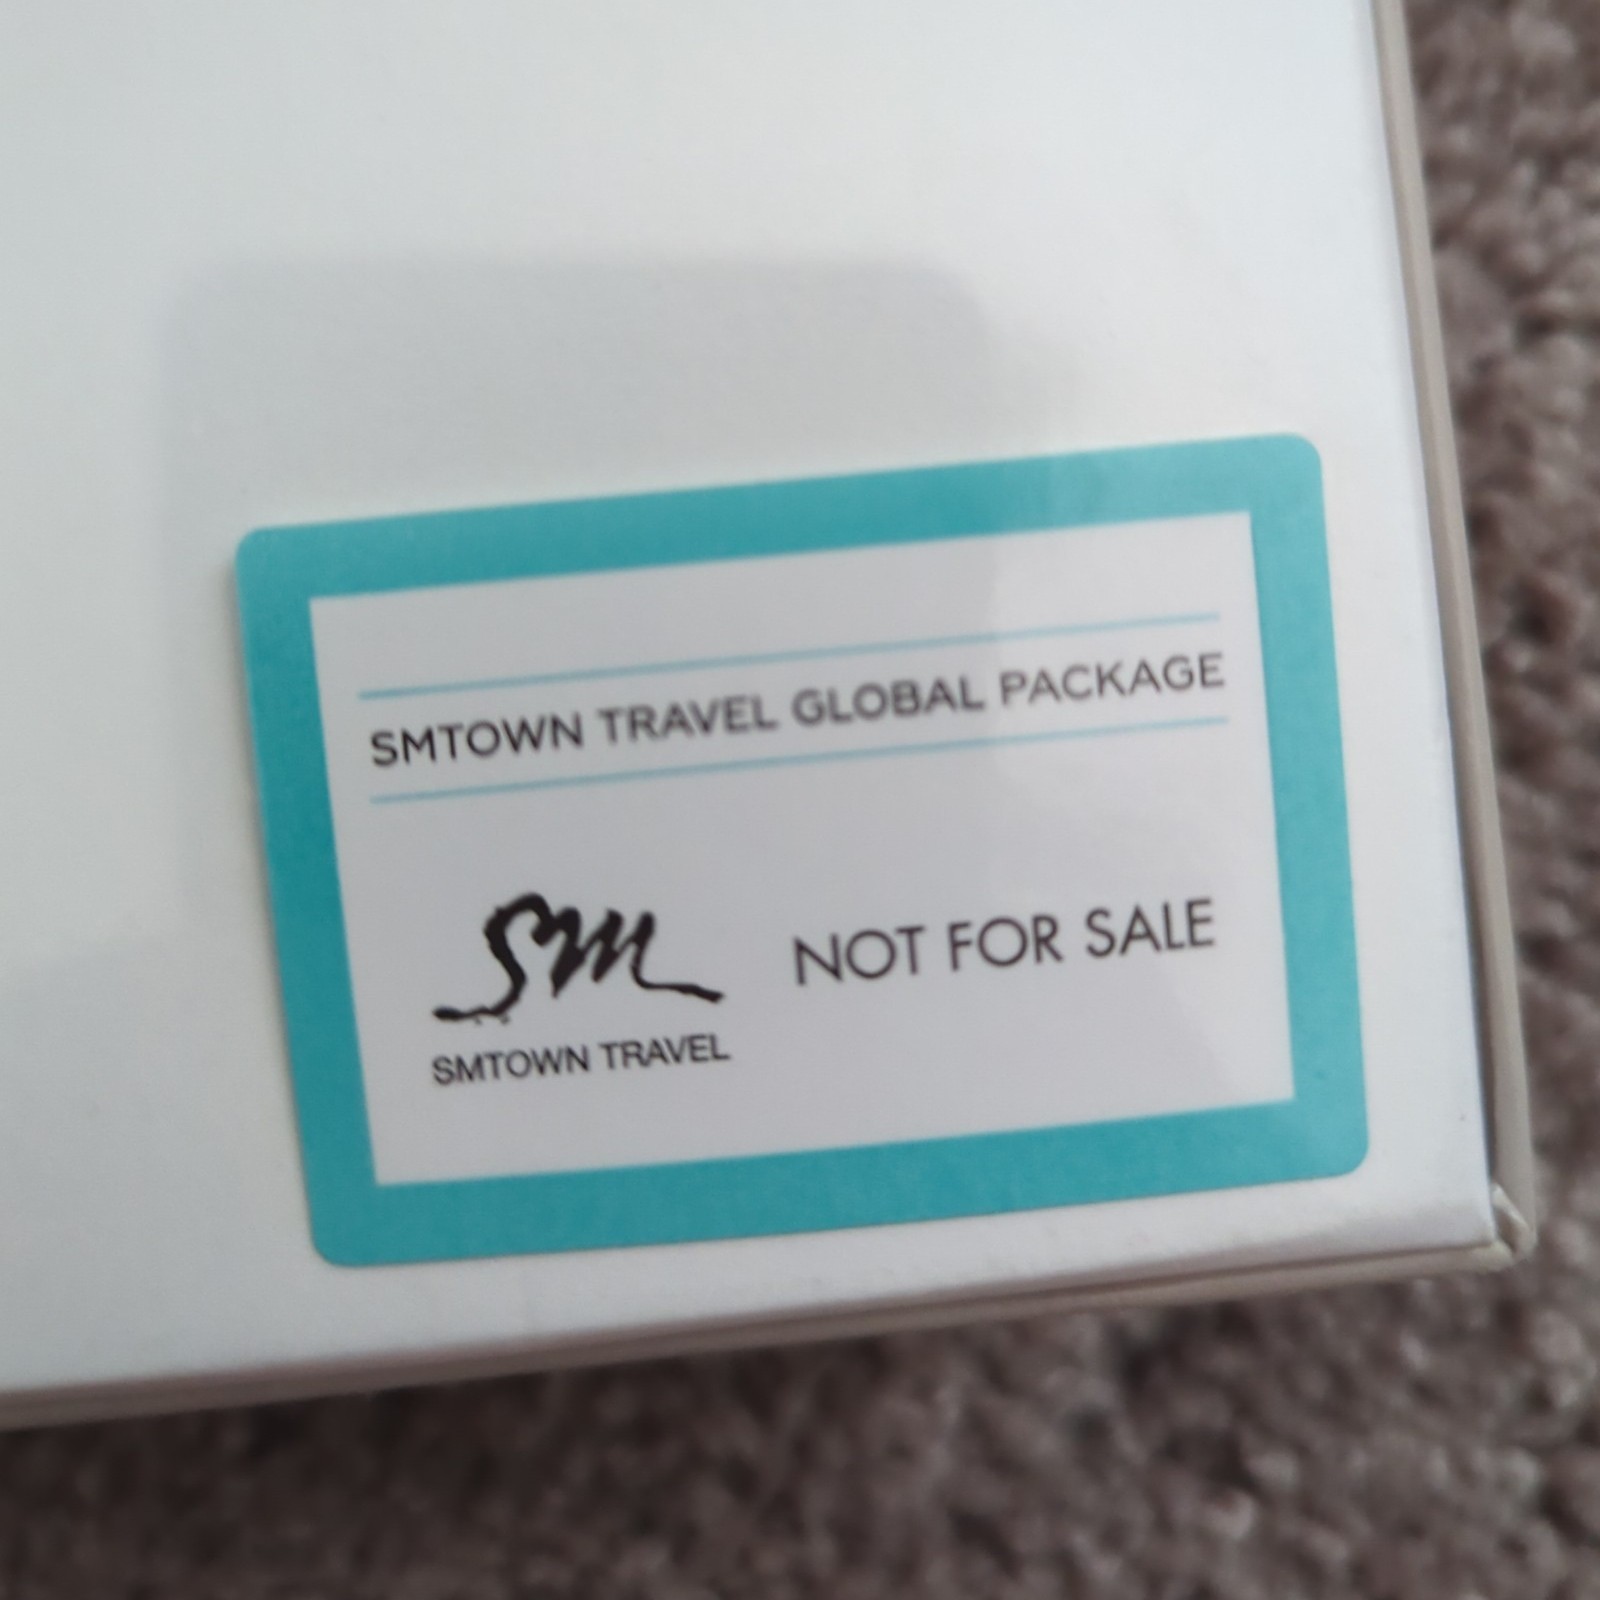 SMTOWN TRAVEL GLOBAL PACKAGE
sm
NOT FOR SALE
SMTOWN TRAVEL